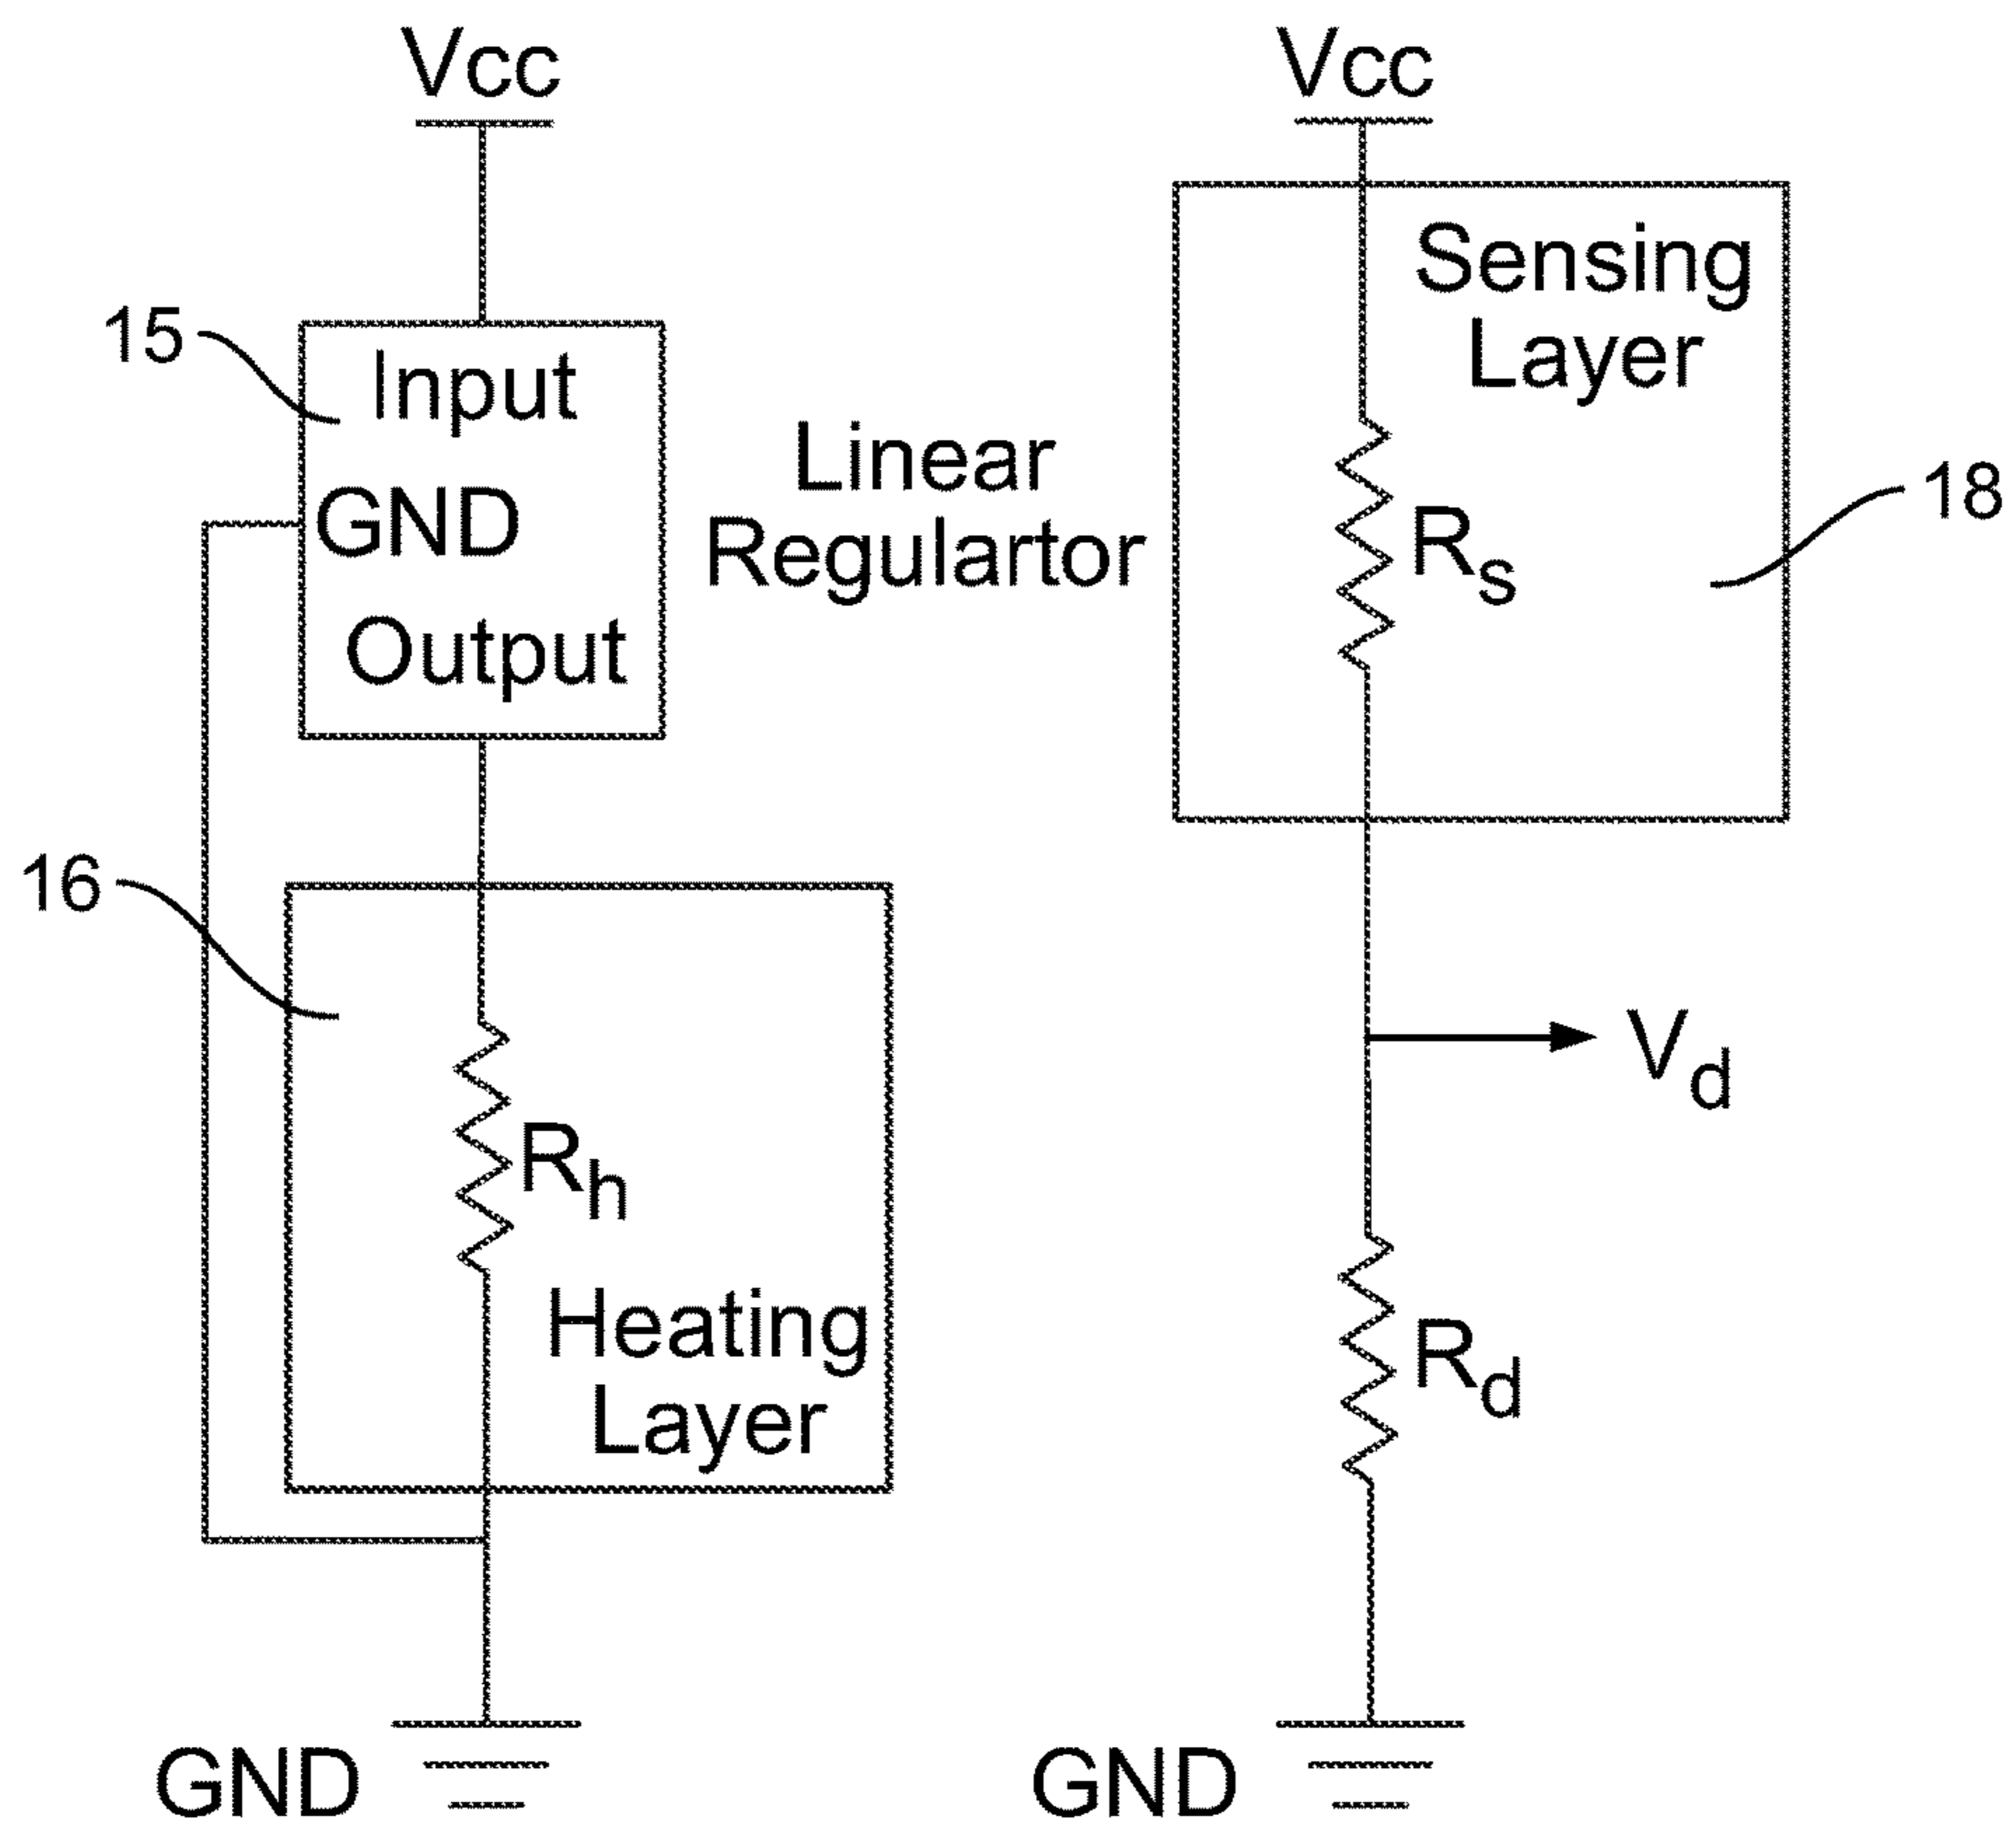 Vcc
15
Input
GND
Output
Linear
Regulartor
16
Rh
Heating
Layer
GND
Vcc
Sensing
Layer
18
Rs
Vd
Rd
GND